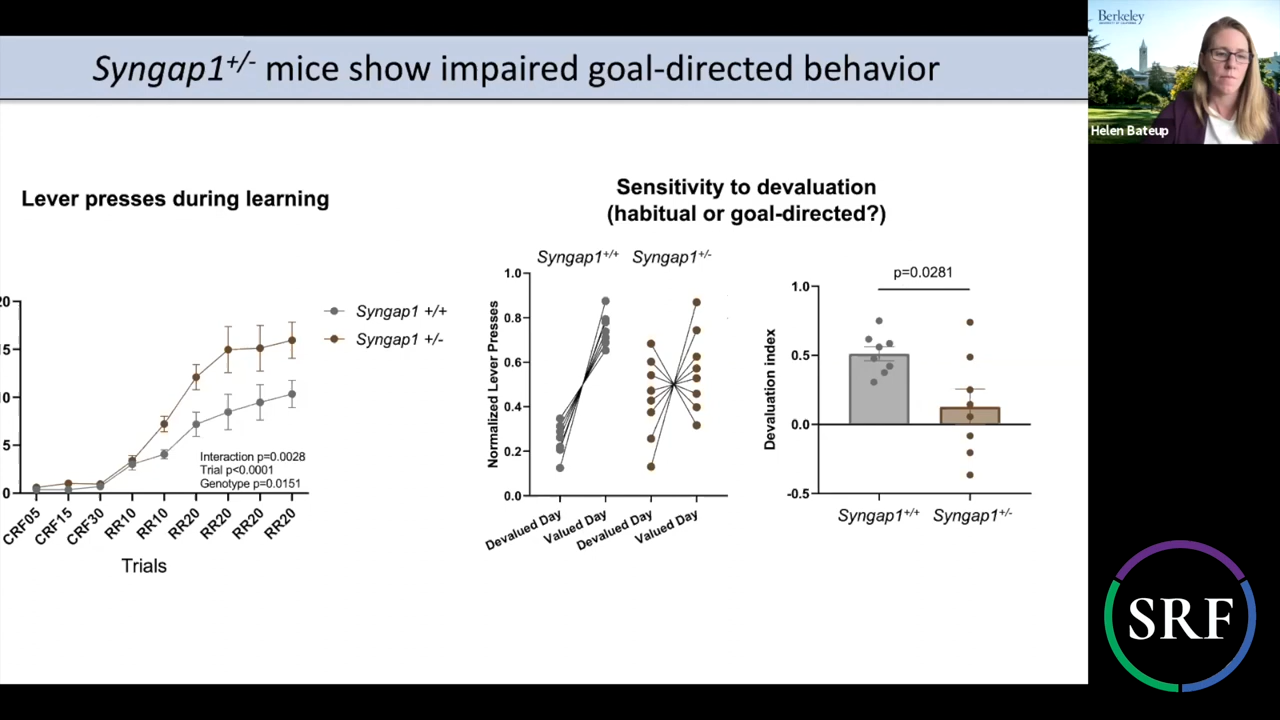 Syngap1+/- mice show impaired goal-directed behavior
Berkeley
Helen Bateup
Lever presses during learning
20
15
10
5
0
Syngap1 +/+
Syngap1 +/-
Interaction p=0.0028
Trial p<0.0001
Genotype p=0.0151
CRF05
CRF15
CRF30
RR10
RR10
RR20
RR20
RR20
RR20
Trials
Sensitivity to devaluation
(habitual or goal-directed?)
Syngap1+/+
Syngap1+/-
Normalized Lever Presses
1.0
0.8
0.6
0.4
0.2
0.0
Devalued Day
Valued Day
Devalued Day
Valued Day
p=0.0281
Devaluation index
1.0
0.5
0.0
-0.5
Syngap1+/+
Syngap1+/-
SRF